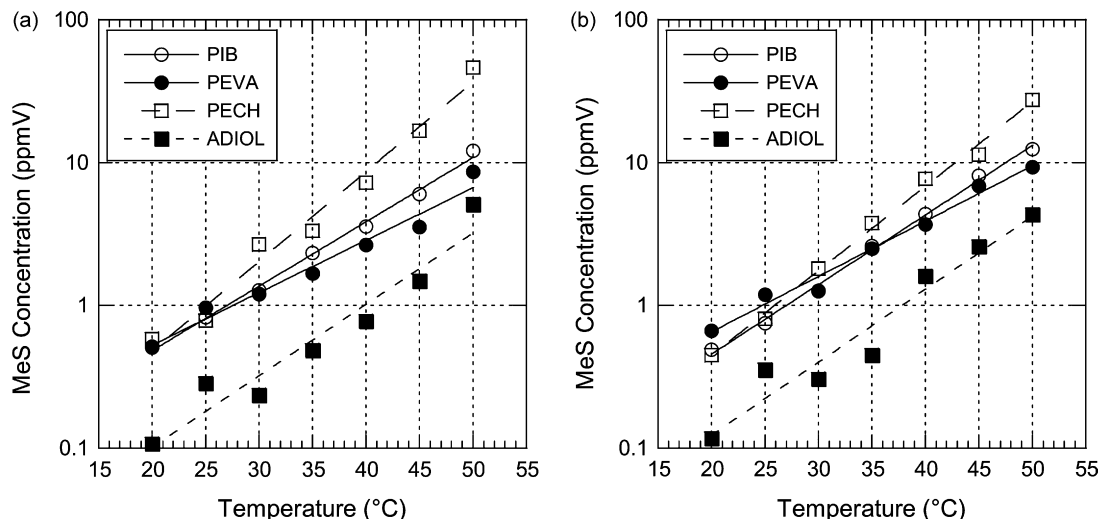 (a)
100
10
1
0.1
MeS Concentration (ppmV)
PIB
PEVA
PECH
ADIOL
15 20 25 30 35 40 45 50 55
Temperature (°C)
(b)
100
10
1
0.1
MeS Concentration (ppmV)
PIB
PEVA
PECH
ADIOL
15 20 25 30 35 40 45 50 55
Temperature (°C)